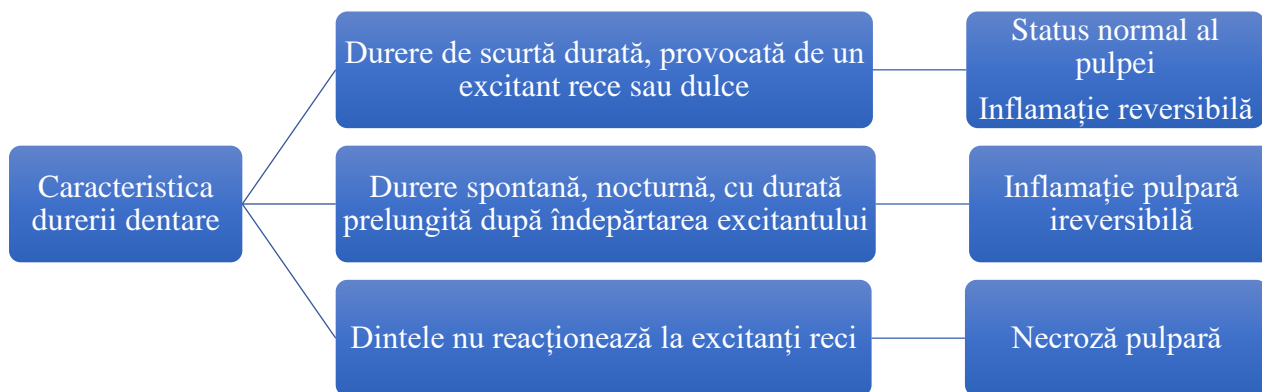 Caracteristica
durerii dentare
Durere de scurtă durată, provocată de un
excitant rece sau dulce
Status normal al
pulpei
Inflamație reversibilă
Durere spontană, nocturnă, cu durată
prelungită după îndepărtarea excitantului
Inflamație pulpară
ireversibilă
Dintele nu reacționează la excitanți reci
Necroză pulpară